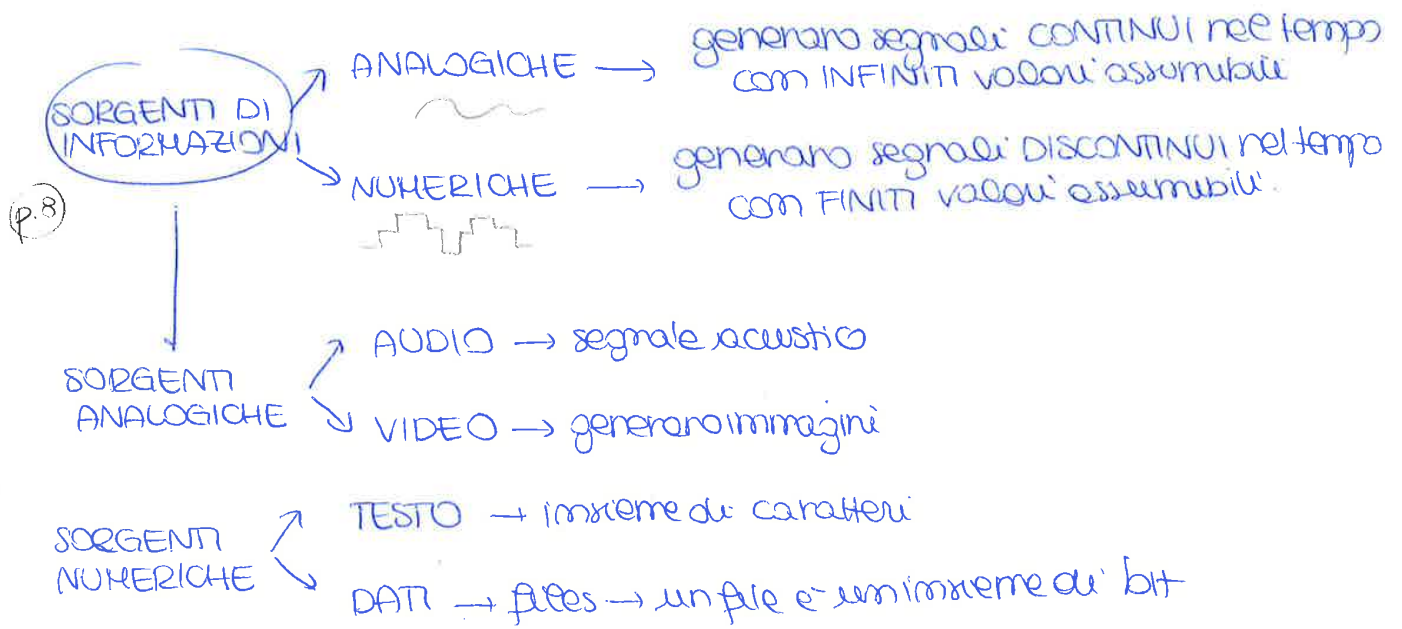 SORGENTI DI
INFORMAZIONI
(p.8)
ANALOGICHE → generano segnali CONTINUI nel tempo
con INFINITI valori assumibili
NUMERICHE → generano segnali DISCONTINUI nel tempo
con FINITI valori assumibili.
SORGENTI
ANALOGICHE
AUDIO → segnale acustico
VIDEO → generano immagini
SORGENTI
NUMERICHE
TESTO → insieme di caratteri
DATI → files → un file è un insieme di bit